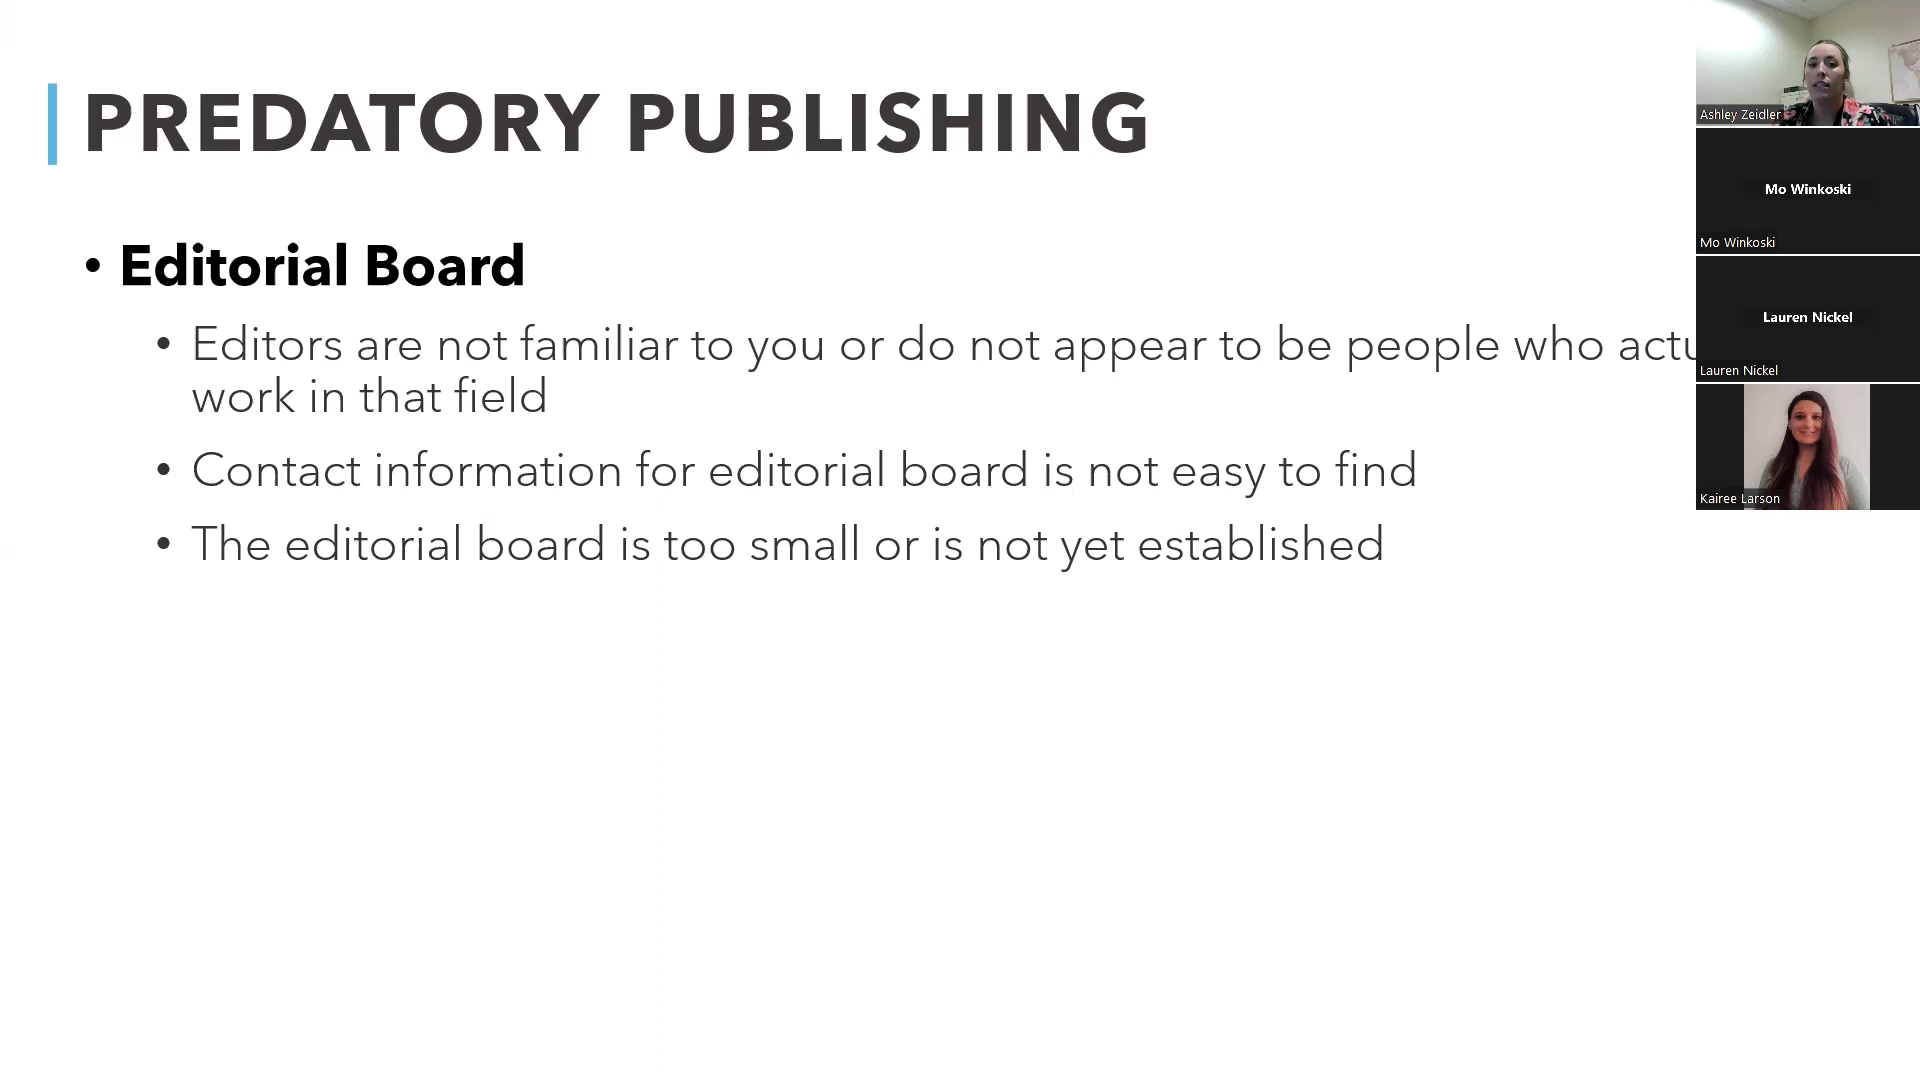 PREDATORY PUBLISHING
• Editorial Board
• Editors are not familiar to you or do not appear to be people who actu
work in that field
• Contact information for editorial board is not easy to find
• The editorial board is too small or is not yet established
Ashley Zeidler
Mo Winkoski
Mo Winkoski
Lauren Nickel
Lauren Nickel
Kairee Larson